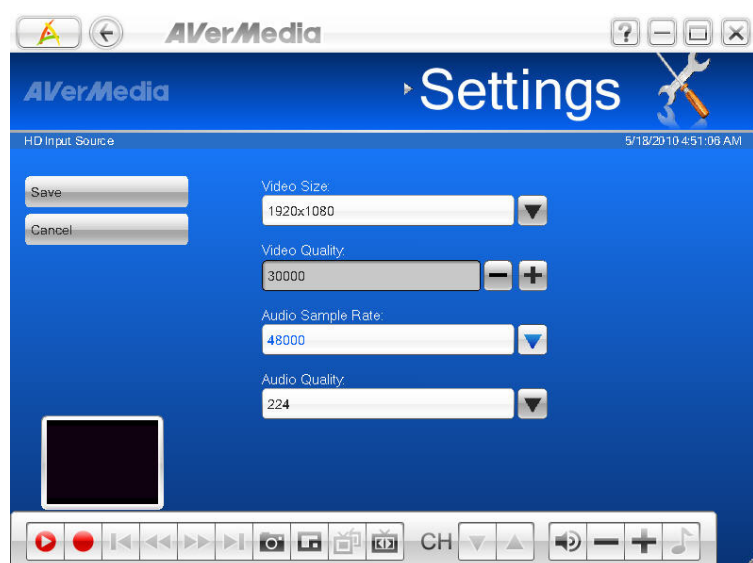 AVerMedia
?
AVerMedia
Settings
HD Input Source
5/18/2010 4:51:06 AM
Save
Cancel
Video Size:
1920x1080
Video Quality:
30000
Audio Sample Rate:
48000
Audio Quality:
224
CH